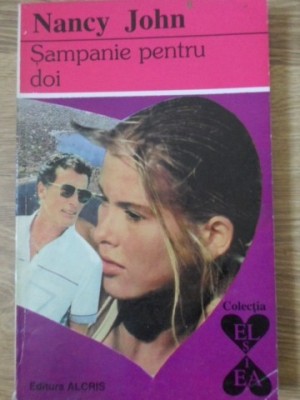 Nancy John
Șampanie pentru
doi
Colecția
EL
ȘI
EA
Editura ALCRIS